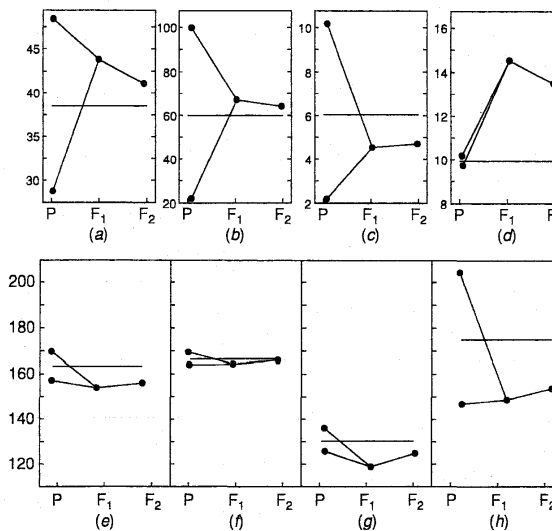 45
40
35
30
P F₁ F₂
(a)
100
80
60
40
20
P F₁ F₂
(b)
10
8
6
4
2
P F₁ F₂
(c)
16
14
12
10
8
P F₁ F
(d)
200
180
160
140
120
P F₁ F₂
(e)
P F₁ F₂
(f)
P F₁ F₂
(g)
P F₁ F₂
(h)